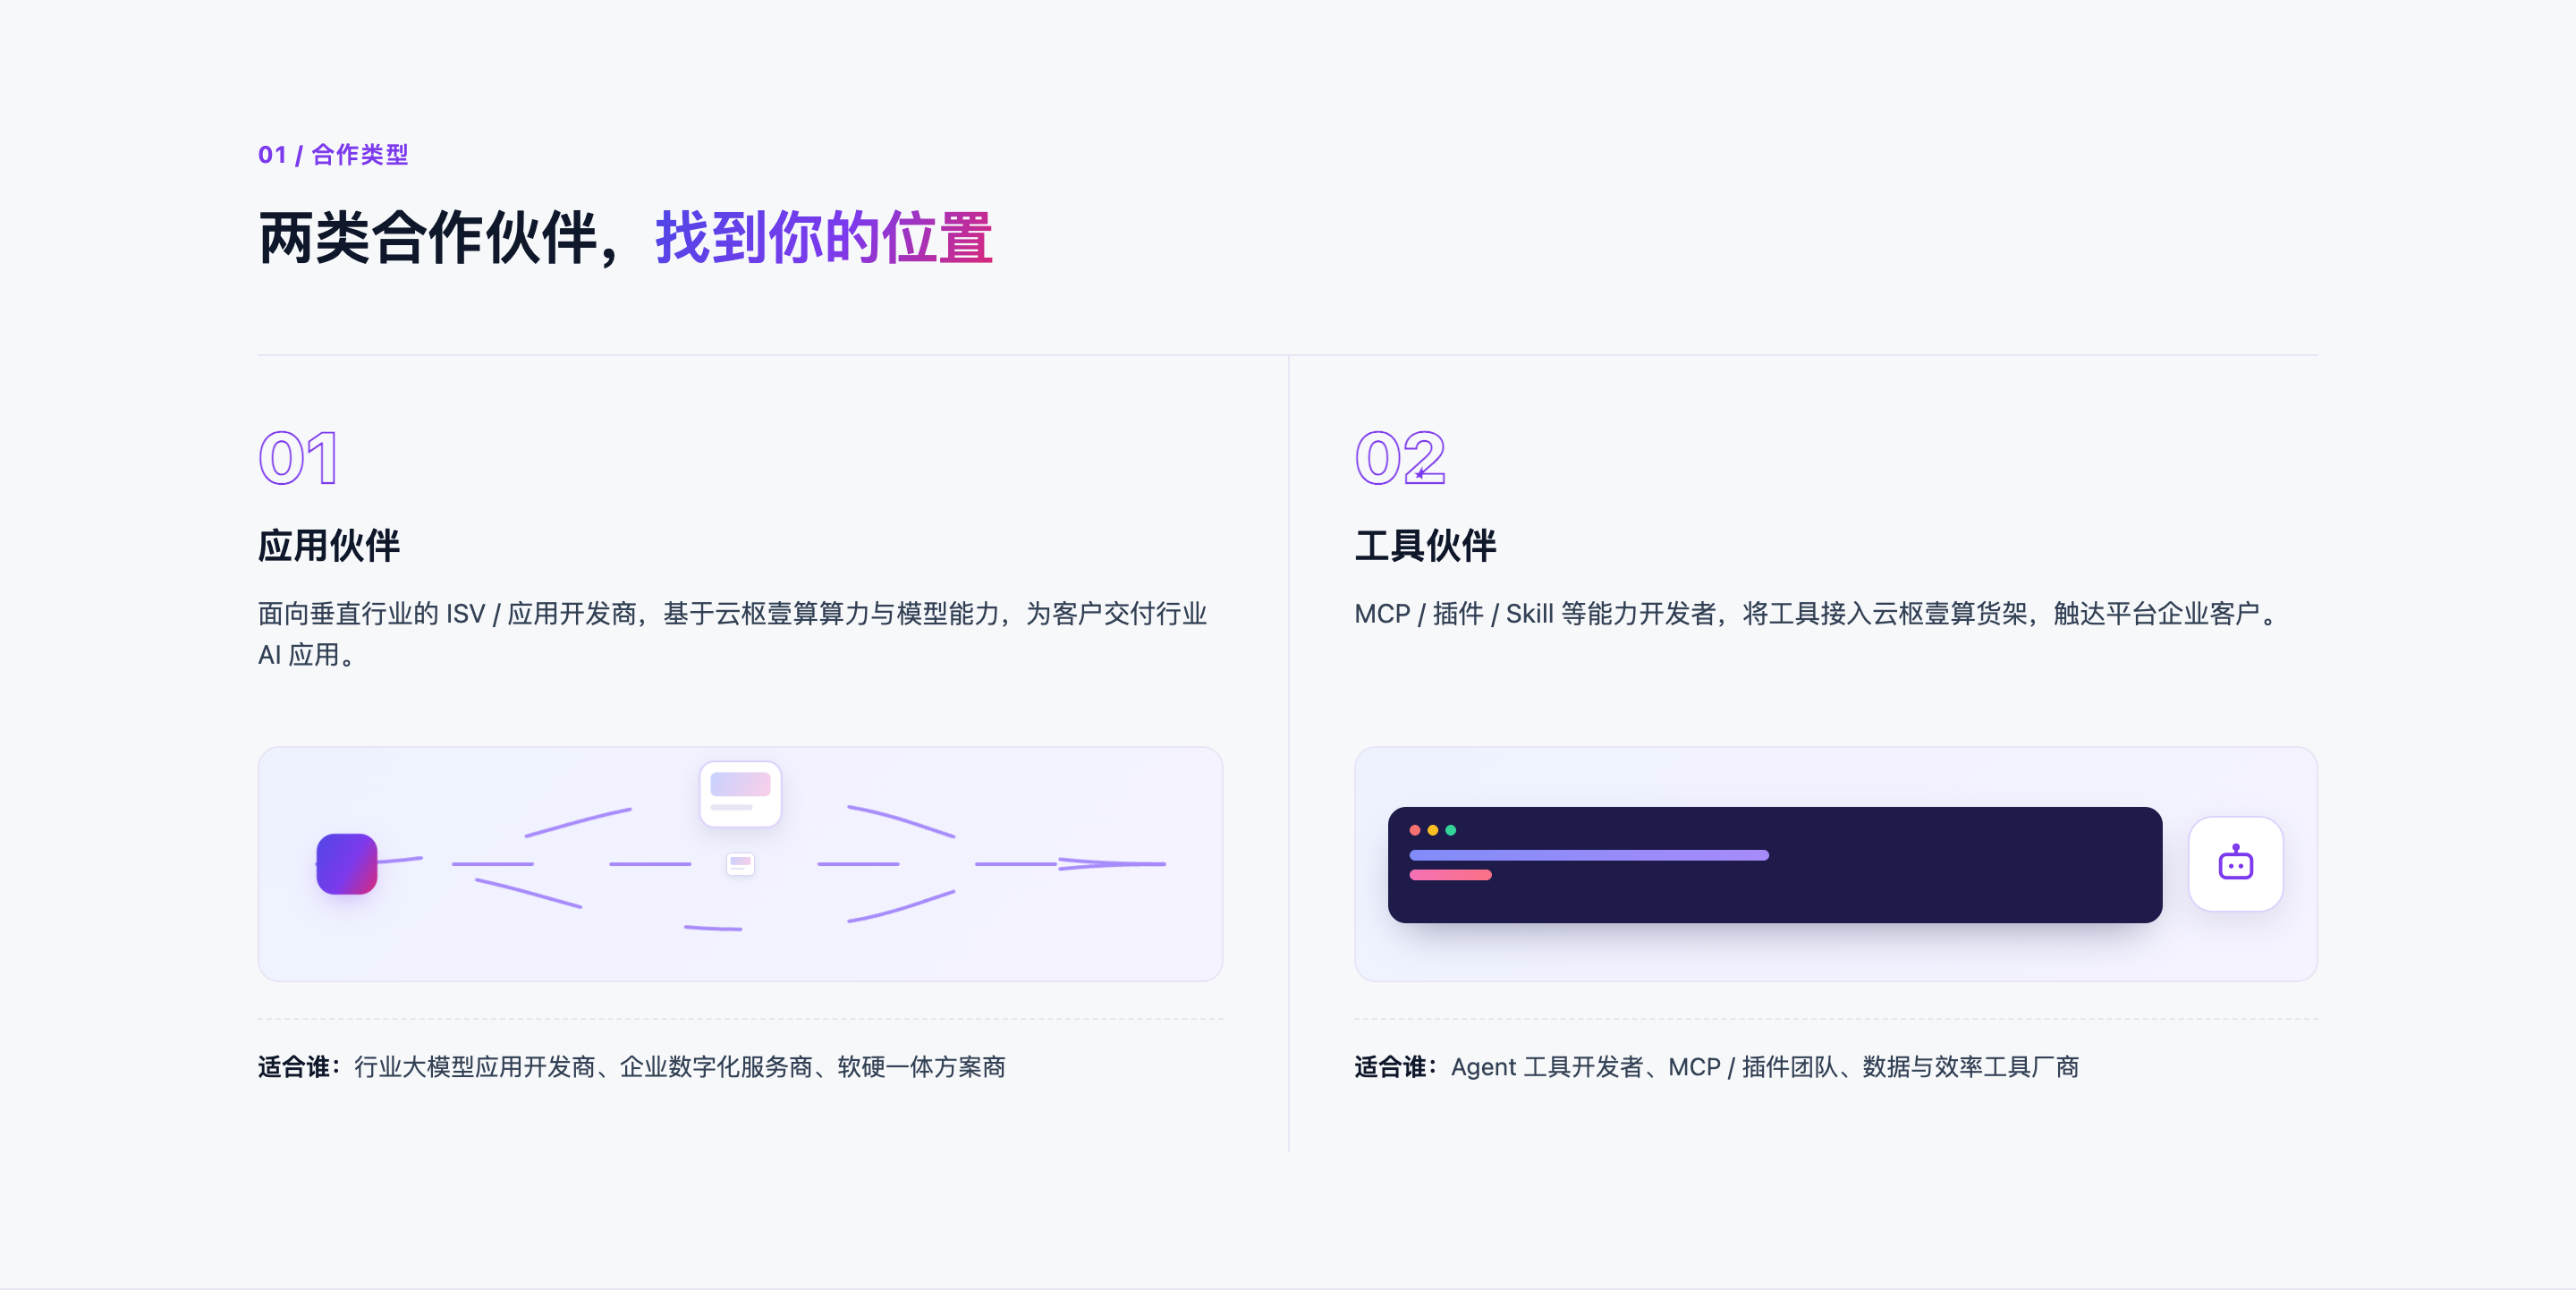 01 / 合作类型
两类合作伙伴，找到你的位置
01
应用伙伴
面向垂直行业的 ISV / 应用开发商，基于云枢壹算算力与模型能力，为客户交付行业
AI 应用。
适合谁：行业大模型应用开发商、企业数字化服务商、软硬一体方案商
02
工具伙伴
MCP / 插件 / Skill 等能力开发者，将工具接入云枢壹算货架，触达平台企业客户。
适合谁：Agent 工具开发者、MCP / 插件团队、数据与效率工具厂商